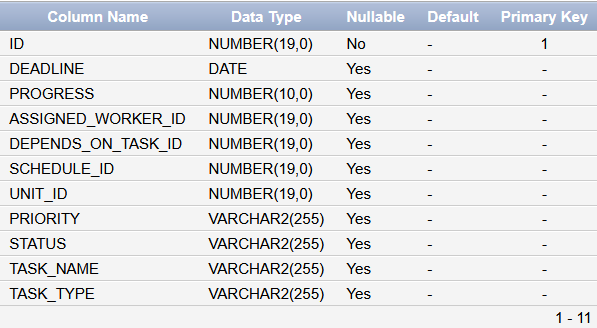 Column Name Data Type Nullable Default Primary Key
ID NUMBER(19,0) No - 1
DEADLINE DATE Yes - -
PROGRESS NUMBER(10,0) Yes - -
ASSIGNED_WORKER_ID NUMBER(19,0) Yes - -
DEPENDS_ON_TASK_ID NUMBER(19,0) Yes - -
SCHEDULE_ID NUMBER(19,0) Yes - -
UNIT_ID NUMBER(19,0) Yes - -
PRIORITY VARCHAR2(255) Yes - -
STATUS VARCHAR2(255) Yes - -
TASK_NAME VARCHAR2(255) Yes - -
TASK_TYPE VARCHAR2(255) Yes - -
1 - 11